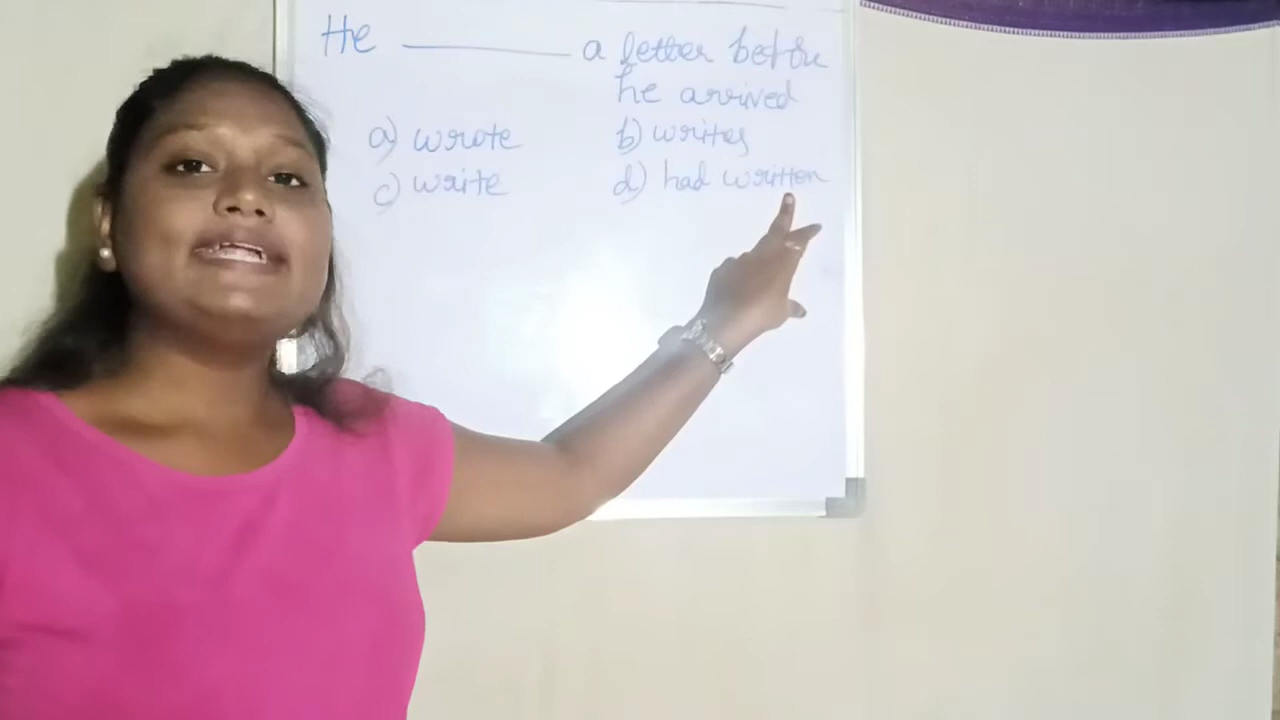 He ________ a letter before
he arrived
a) wrote b) writes
c) write d) had written